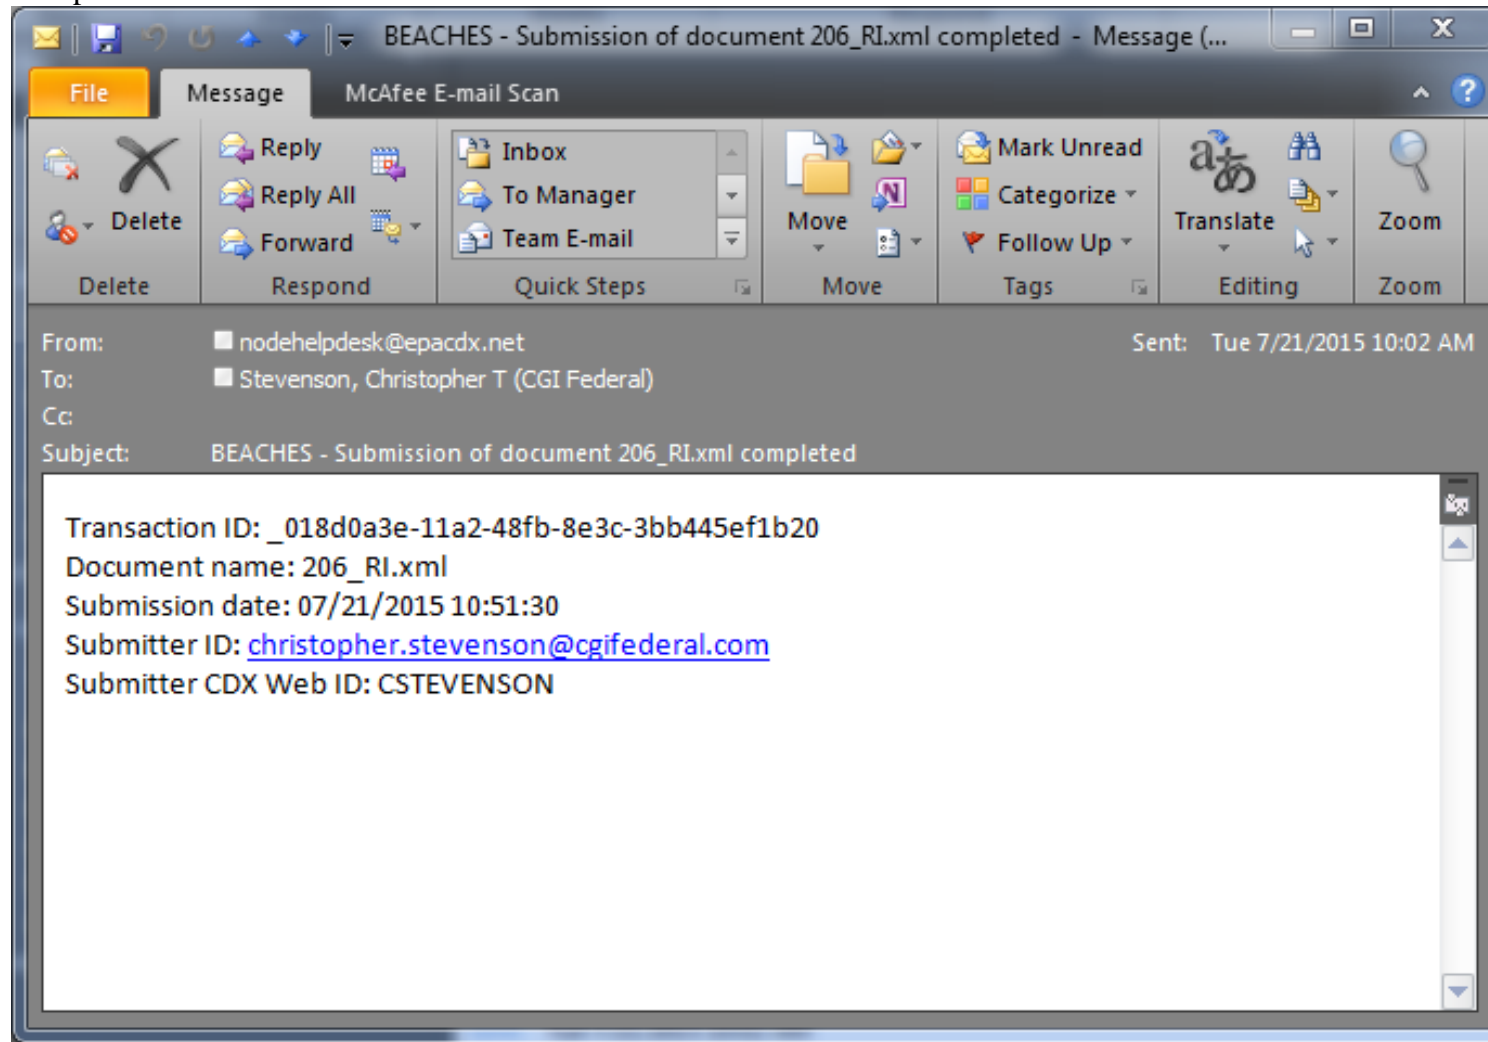 BEACHES - Submission of document 206_RI.xml completed - Message (...
File Message McAfee E-mail Scan
Reply Inbox Mark Unread
Reply All To Manager Categorize
Delete Forward Team E-mail Move Follow Up Translate Zoom
Delete Respond Quick Steps Move Tags Editing Zoom
From: nodehelpdesk@epacdx.net Sent: Tue 7/21/2015 10:02 AM
To: Stevenson, Christopher T (CGI Federal)
Cc:
Subject: BEACHES - Submission of document 206_RI.xml completed
Transaction ID: _018d0a3e-11a2-48fb-8e3c-3bb445ef1b20
Document name: 206_RI.xml
Submission date: 07/21/2015 10:51:30
Submitter ID: christopher.stevenson@cgifederal.com
Submitter CDX Web ID: CSTEVENSON